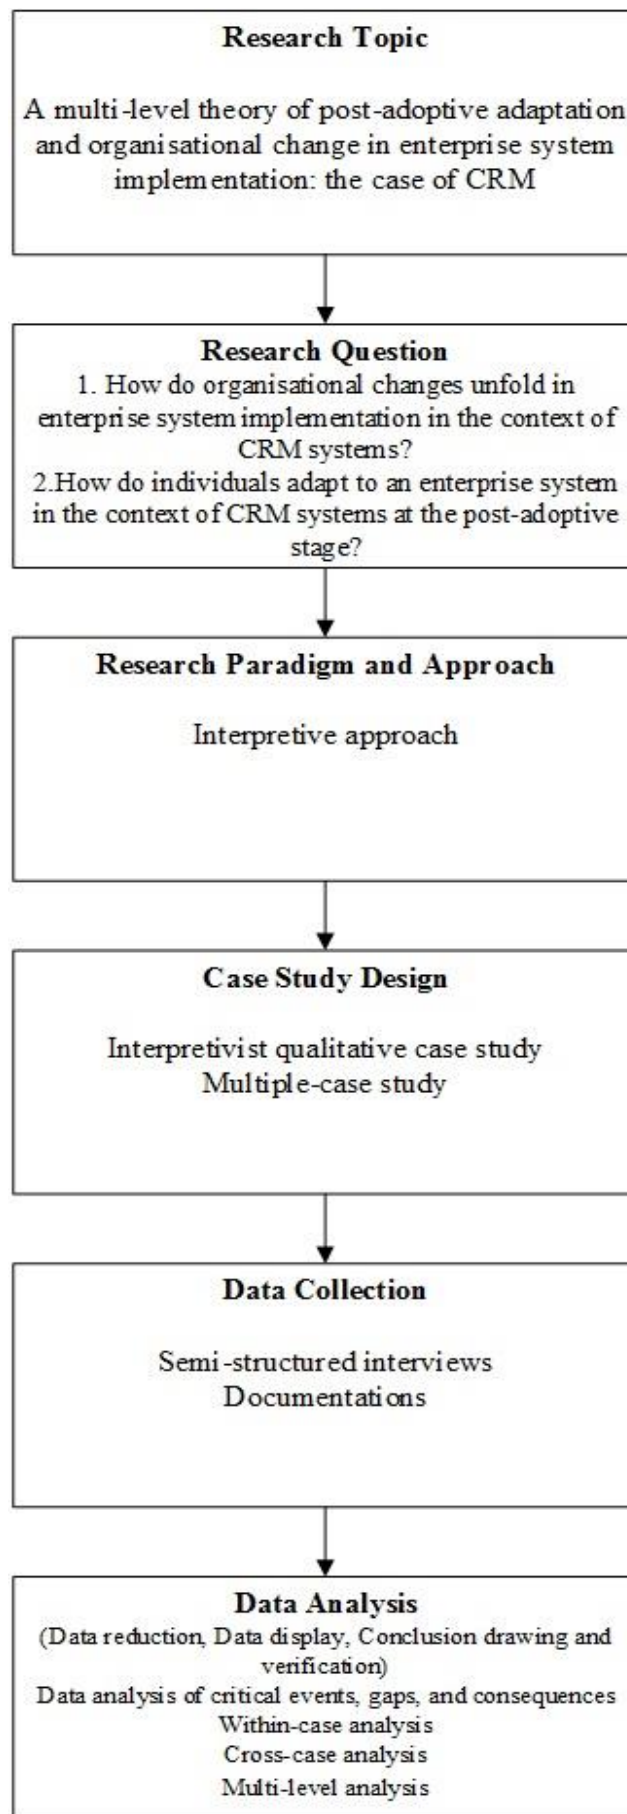 Research Topic
A multi-level theory of post-adoptive adaptation
and organisational change in enterprise system
implementation: the case of CRM
Research Question
1. How do organisational changes unfold in
enterprise system implementation in the context of
CRM systems?
2.How do individuals adapt to an enterprise system
in the context of CRM systems at the post-adoptive
stage?
Research Paradigm and Approach
Interpretive approach
Case Study Design
Interpretivist qualitative case study
Multiple-case study
Data Collection
Semi-structured interviews
Documentations
Data Analysis
(Data reduction, Data display, Conclusion drawing and
verification)
Data analysis of critical events, gaps, and consequences
Within-case analysis
Cross-case analysis
Multi-level analysis